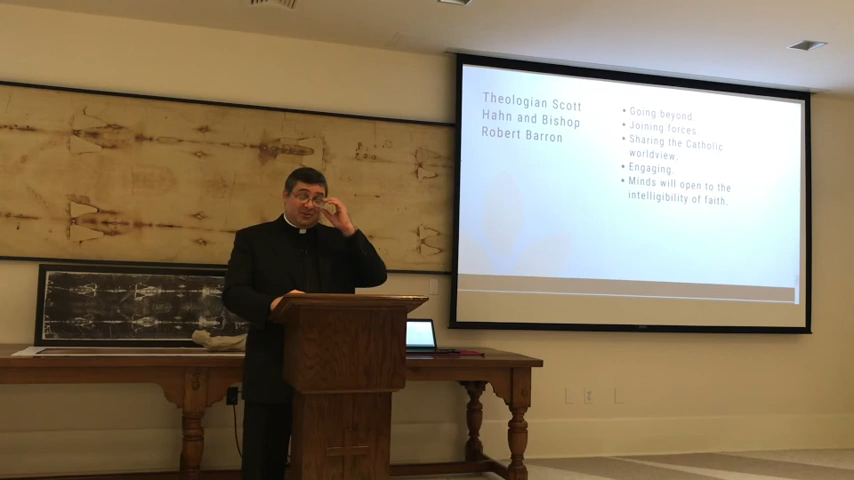 Theologian Scott
Hahn and Bishop
Robert Barron
• Going beyond.
• Joining forces.
• Sharing the Catholic
worldview.
• Engaging.
• Minds will open to the
intelligibility of faith.